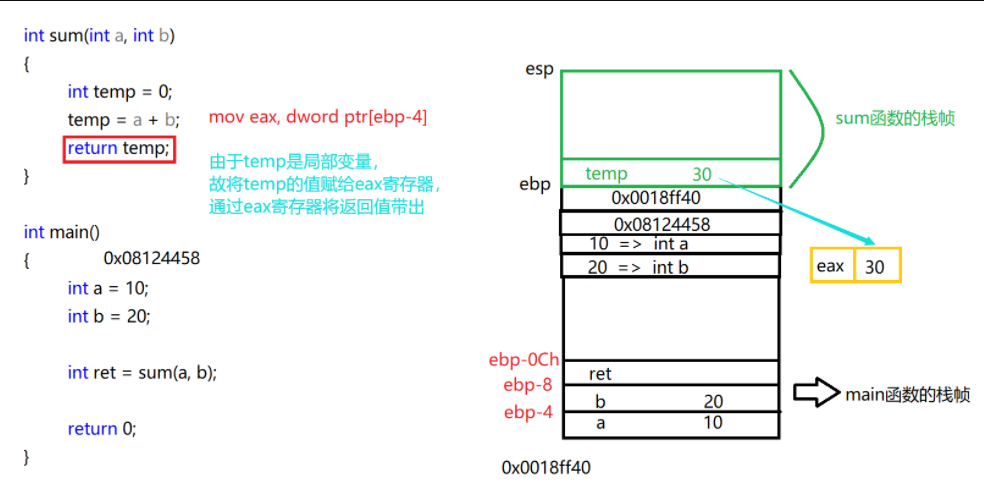 int sum(int a, int b)
{
int temp = 0;
temp = a + b;
return temp;
}
mov eax, dword ptr[ebp-4]
由于temp是局部变量，
故将temp的值赋给eax寄存器，
通过eax寄存器将返回值带出
int main()
{
0x08124458
int a = 10;
int b = 20;
int ret = sum(a, b);
return 0;
}
esp
sum函数的栈帧
temp 30
ebp
0x0018ff40
0x08124458
10 => int a
20 => int b
eax 30
ebp-0Ch
ret
ebp-8
b 20
ebp-4
a 10
main函数的栈帧
0x0018ff40